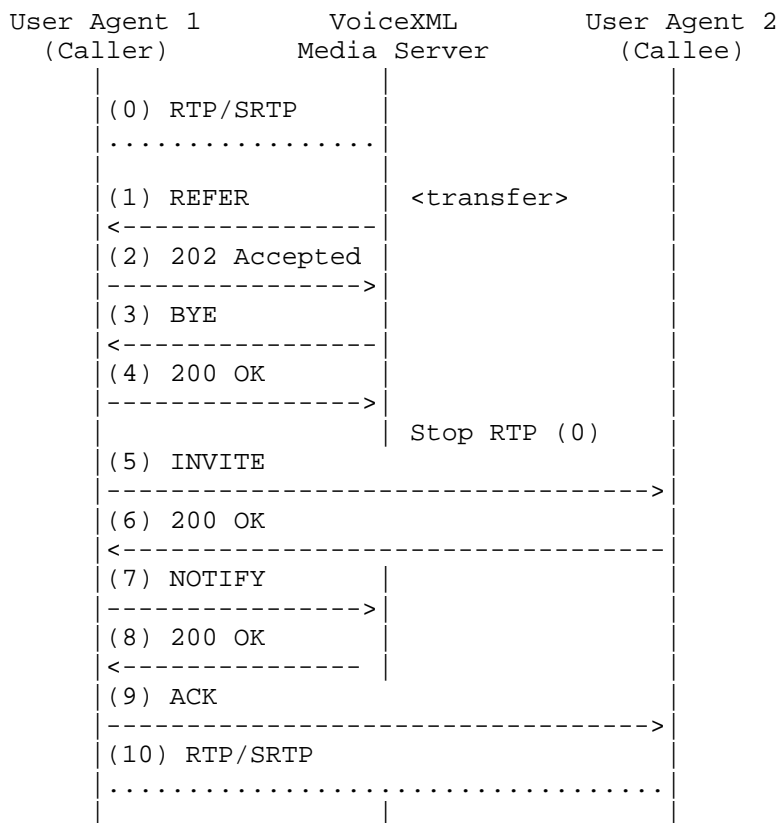 User Agent 1 VoiceXML User Agent 2
(Caller) Media Server (Callee)
(0) RTP/SRTP
(1) REFER <transfer>
(2) 202 Accepted
(3) BYE
(4) 200 OK
Stop RTP (0)
(5) INVITE
(6) 200 OK
(7) NOTIFY
(8) 200 OK
(9) ACK
(10) RTP/SRTP